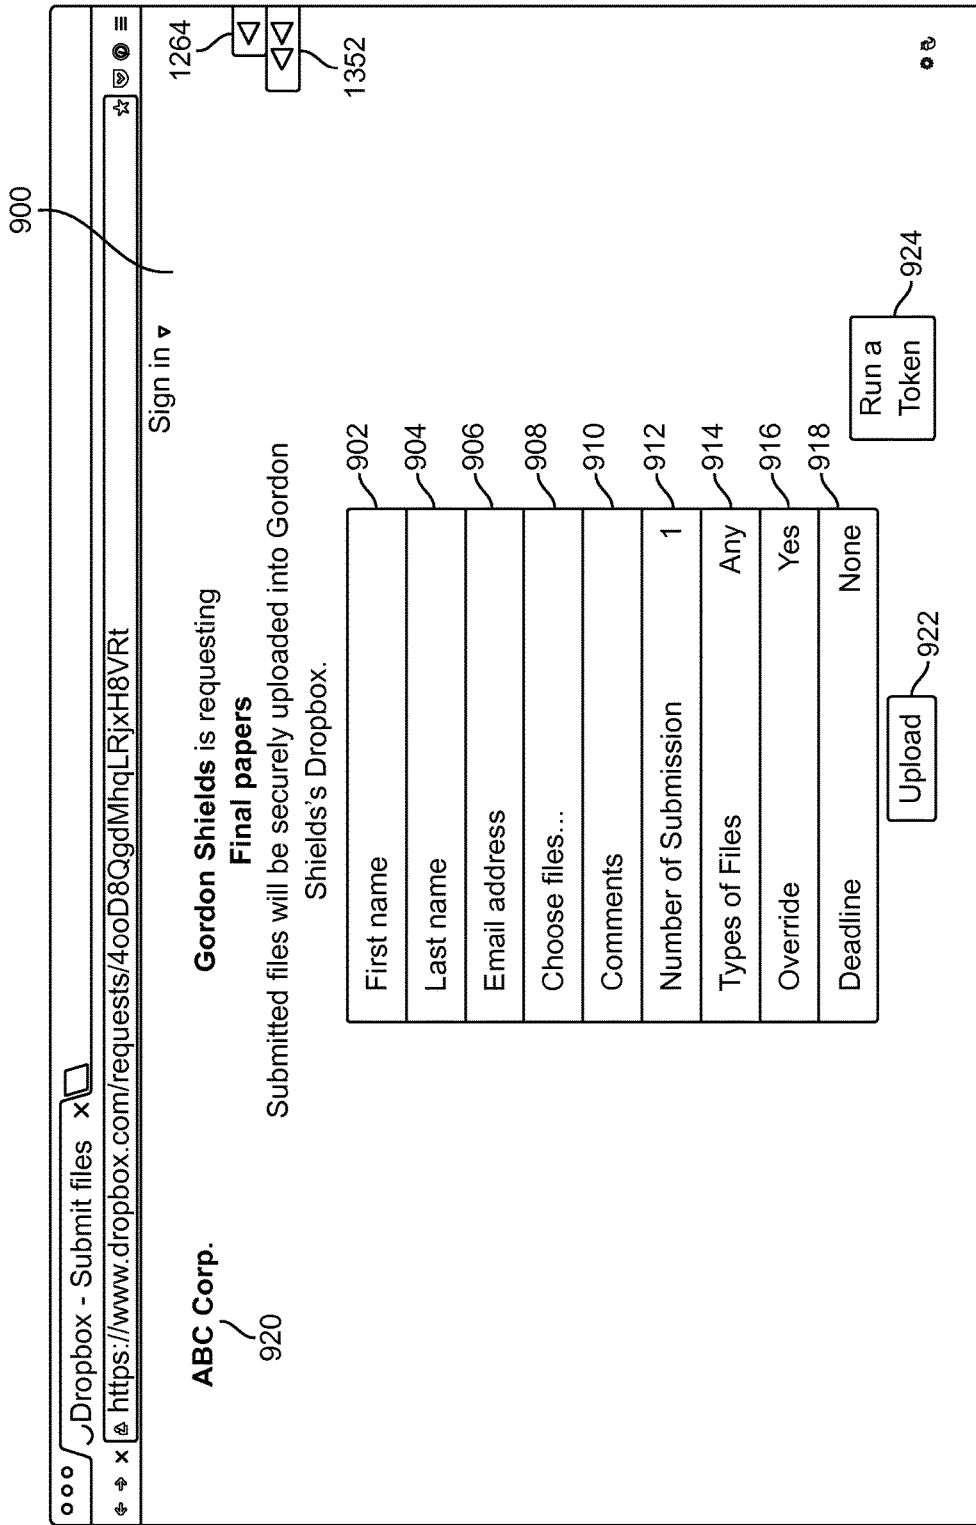 900
Dropbox - Submit files X
https://www.dropbox.com/requests/4ooD8QgdMhqLRjxH8VRt
Sign in
1264
1352
ABC Corp.
920
Gordon Shields is requesting
Final papers
Submitted files will be securely uploaded into Gordon
Shields's Dropbox.
First name 902
Last name 904
Email address 906
Choose files... 908
Comments 910
Number of Submission 1 912
Types of Files Any 914
Override Yes 916
Deadline None 918
Upload 922
Run a
Token 924